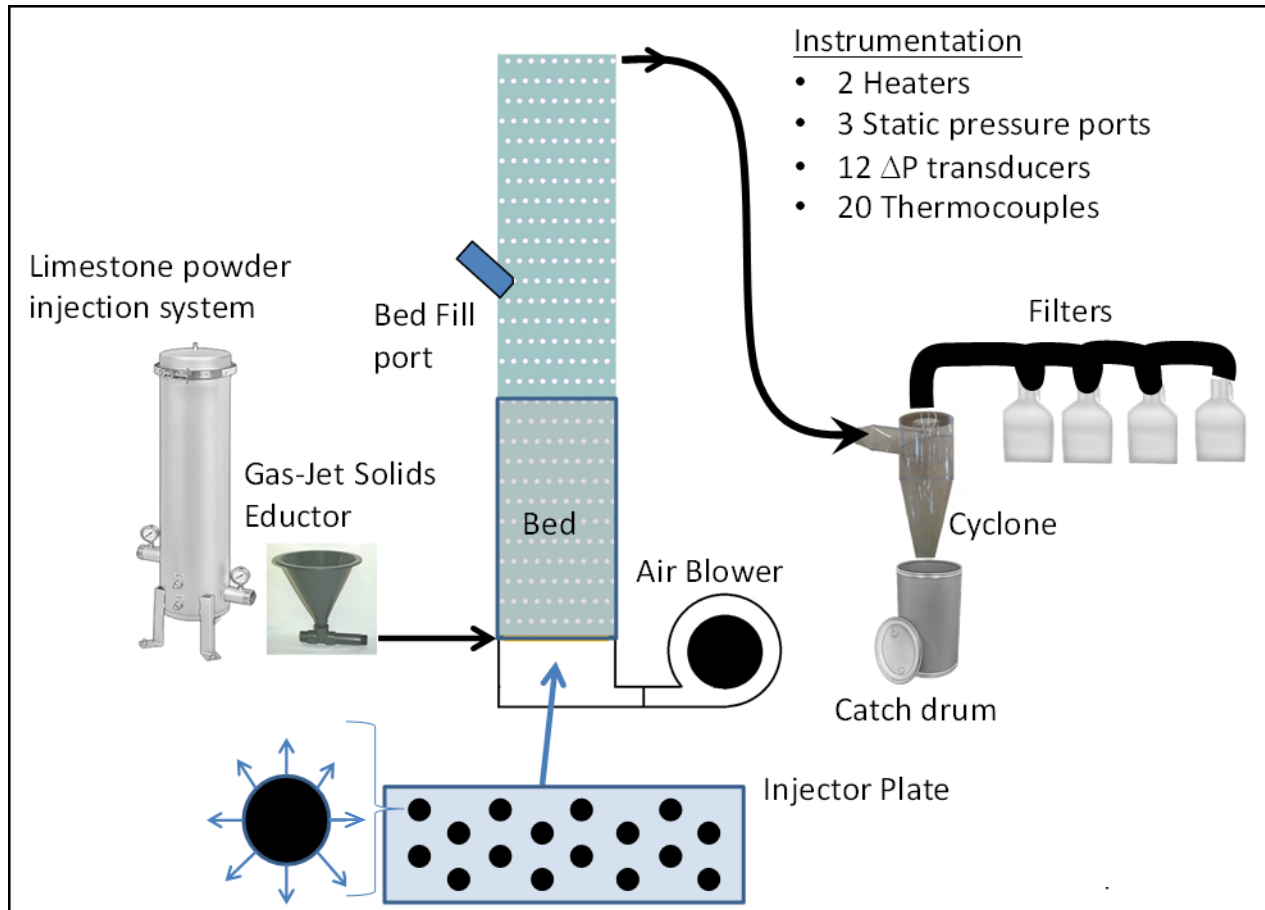 Instrumentation
• 2 Heaters
• 3 Static pressure ports
• 12 ΔP transducers
• 20 Thermocouples
Limestone powder
injection system
Bed Fill
port
Filters
Gas-Jet Solids
Eductor
Bed
Cyclone
Air Blower
Catch drum
Injector Plate